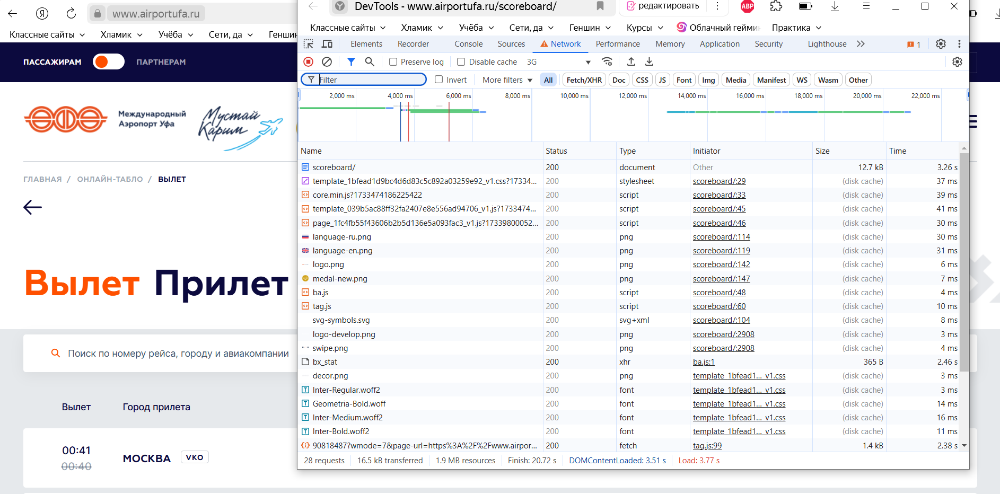 www.airportufa.ru
Классные сайты
Хламик
Учёба
Сети, да
Геншин
ПАССАЖИРАМ
ПАРТНЕРАМ
Международный
Аэропорт Уфа
Мустай
Карим
ГЛАВНАЯ / ОНЛАЙН-ТАБЛО / ВЫЛЕТ
Вылет Прилет
Поиск по номеру рейса, городу и авиакомпании
Вылет Город прилета
00:41
00:40
МОСКВА VKO
DevTools - www.airportufa.ru/scoreboard/
редактировать
ABP
Классные сайты Хламик Учёба Сети, да Геншин Курсы Облачный гейми Практика
Elements Recorder Console Sources Network Performance Memory Application Security Lighthouse 1
Preserve log Disable cache 3G
Filter Invert More filters All Fetch/XHR Doc CSS JS Font Img Media Manifest WS Wasm Other
2,000 ms 4,000 ms 6,000 ms 8,000 ms 10,000 ms 12,000 ms 14,000 ms 16,000 ms 18,000 ms 20,000 ms 22,000 ms
Name Status Type Initiator Size Time
scoreboard/ 200 document Other 12.7 kB 3.26 s
template_1bfead1d9bc4d6d83c5c892a03259e92_v1.css?17334... 200 stylesheet scoreboard/:29 (disk cache) 37 ms
core.min.js?1733474186225422 200 script scoreboard/:33 (disk cache) 39 ms
template_039b5ac88ff32fa2407e8e556ad94706_v1.js?1733474... 200 script scoreboard/:45 (disk cache) 41 ms
page_1fc4fb55f43606b2b5d136e5a093fac3_v1.js?17339800052... 200 script scoreboard/:46 (disk cache) 30 ms
language-ru.png 200 png scoreboard/:114 (disk cache) 30 ms
language-en.png 200 png scoreboard/:119 (disk cache) 31 ms
logo.png 200 png scoreboard/:142 (disk cache) 6 ms
medal-new.png 200 png scoreboard/:147 (disk cache) 7 ms
ba.js 200 script scoreboard/:48 (disk cache) 4 ms
tag.js 200 script scoreboard/:60 (disk cache) 10 ms
svg-symbols.svg 200 svg+xml scoreboard/:104 (disk cache) 8 ms
logo-develop.png 200 png scoreboard/:2908 (disk cache) 3 ms
swipe.png 200 png scoreboard/:2908 (disk cache) 4 ms
bx_stat 200 xhr ba.js:1 365 B 2.46 s
decor.png 200 png template_1bfead1..._v1.css (disk cache) 3 ms
Inter-Regular.woff2 200 font template_1bfead1..._v1.css (disk cache) 3 ms
Geometria-Bold.woff 200 font template_1bfead1..._v1.css (disk cache) 14 ms
Inter-Medium.woff2 200 font template_1bfead1..._v1.css (disk cache) 16 ms
Inter-Bold.woff2 200 font template_1bfead1..._v1.css (disk cache) 11 ms
90818487?wmode=7&page-url=https%3A%2F%2Fwww.airpor... 200 fetch tag.js:99 1.4 kB 2.38 s
28 requests 16.5 kB transferred 1.9 MB resources Finish: 20.72 s DOMContentLoaded: 3.51 s Load: 3.77 s